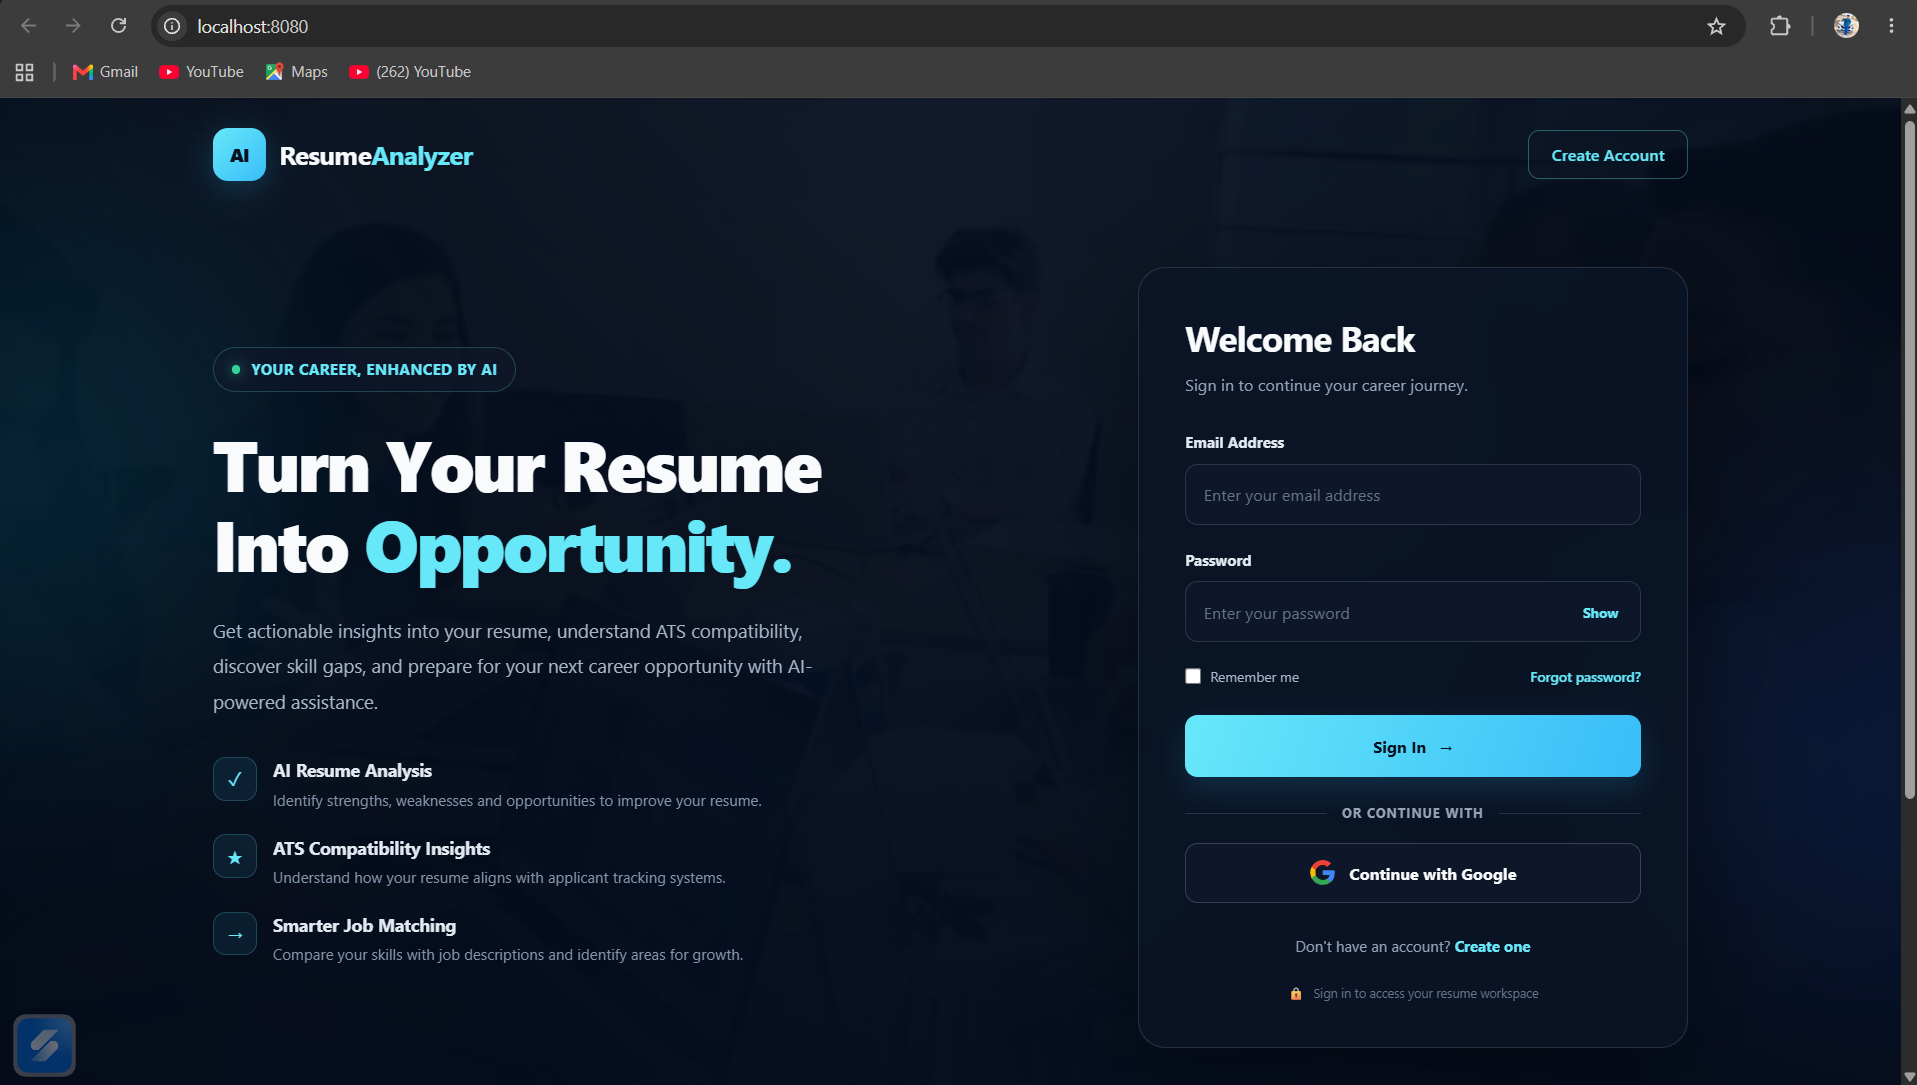 localhost:8080
Gmail
YouTube
Maps
(262) YouTube
AI
ResumeAnalyzer
Create Account
YOUR CAREER, ENHANCED BY AI
Turn Your Resume
Into Opportunity.
Get actionable insights into your resume, understand ATS compatibility,
discover skill gaps, and prepare for your next career opportunity with AI-
powered assistance.
AI Resume Analysis
Identify strengths, weaknesses and opportunities to improve your resume.
ATS Compatibility Insights
Understand how your resume aligns with applicant tracking systems.
Smarter Job Matching
Compare your skills with job descriptions and identify areas for growth.
Welcome Back
Sign in to continue your career journey.
Email Address
Enter your email address
Password
Enter your password
Show
Remember me
Forgot password?
Sign In →
OR CONTINUE WITH
Continue with Google
Don't have an account? Create one
Sign in to access your resume workspace